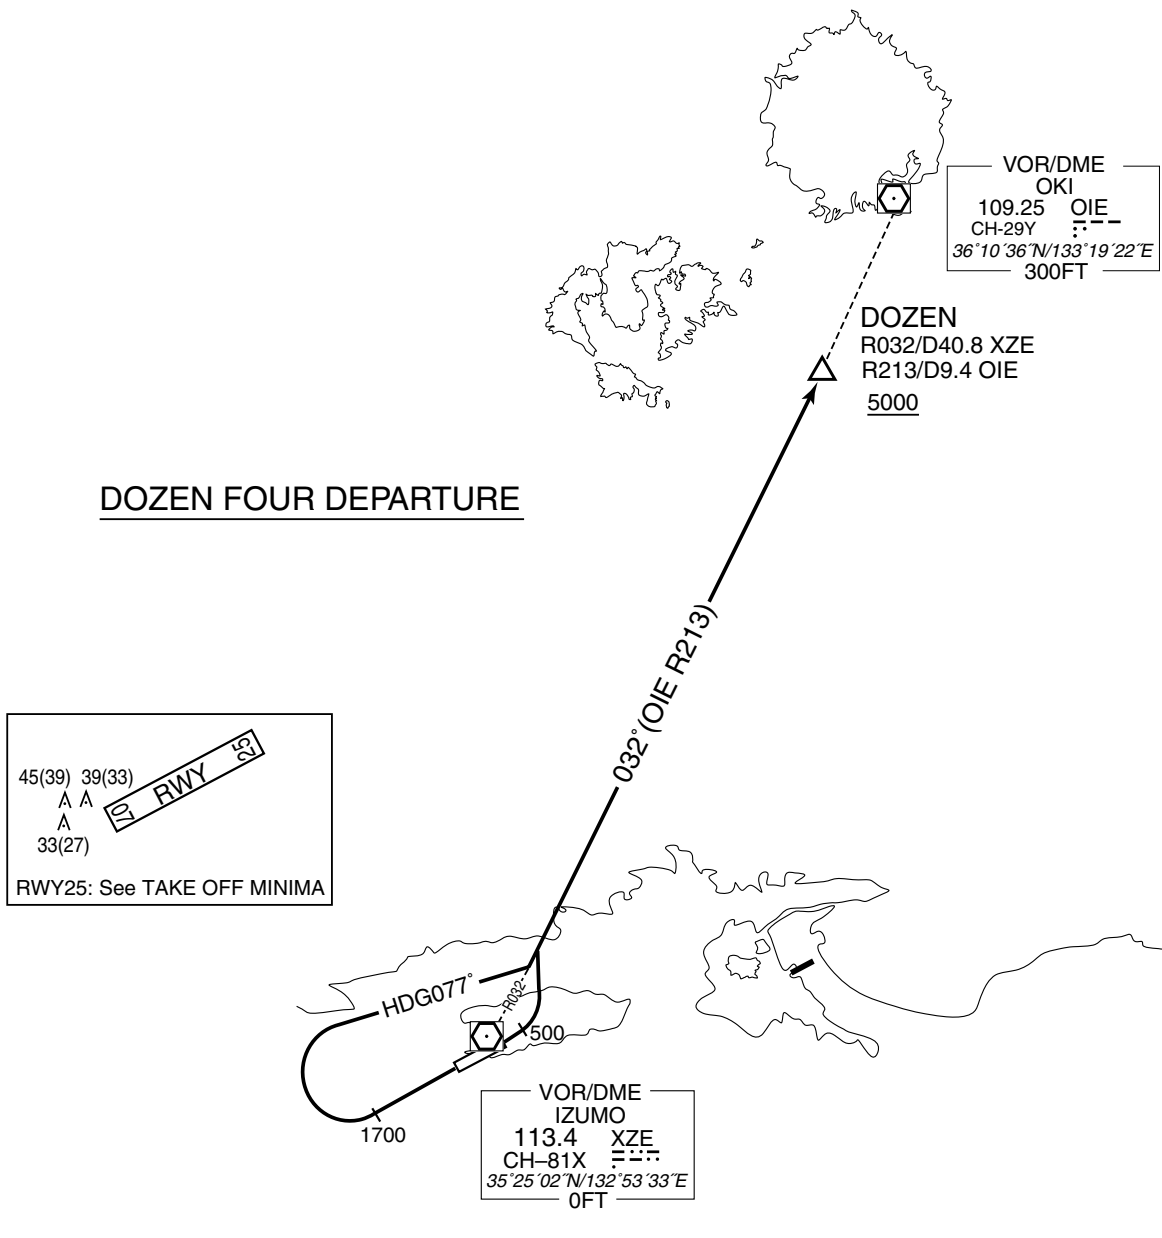 VOR/DME
OKI
109.25 OIE
CH-29Y
36°10´36˝N/133°19´22˝E
300FT
DOZEN
R032/D40.8 XZE
R213/D9.4 OIE
5000
DOZEN FOUR DEPARTURE
032°(OIE R213)
45(39) 39(33)
33(27)
07 RWY 25
RWY25: See TAKE OFF MINIMA
HDG077°
R032
500
1700
VOR/DME
IZUMO
113.4 XZE
CH–81X
35°25´02˝N/132°53´33˝E
0FT